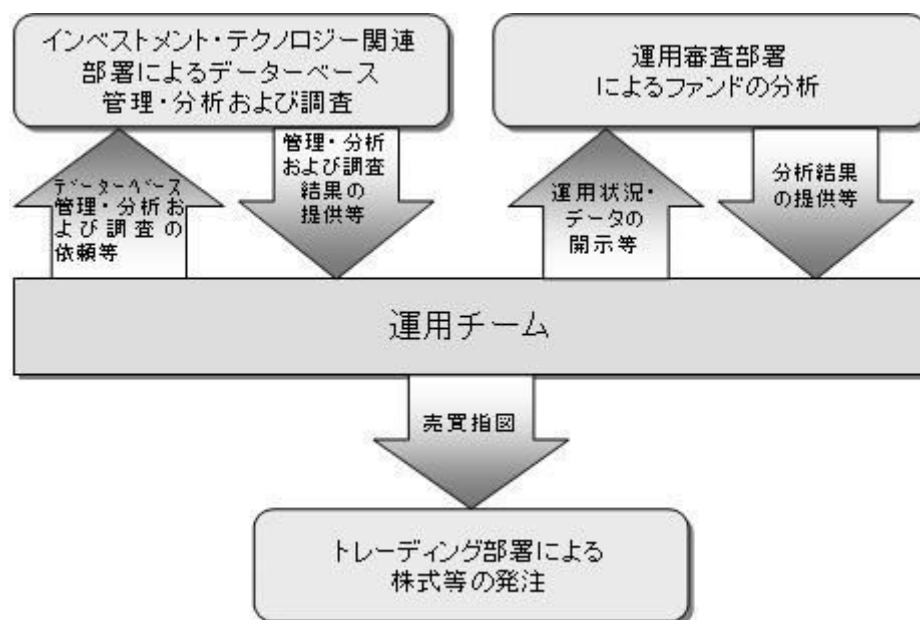 インベストメント・テクノロジー関連
部署によるデーターベース
管理・分析および調査
運用審査部署
によるファンドの分析
データーベース
管理・分析お
よび調査の
依頼等
管理・分析
および調査
結果の
提供等
運用状況・
データの
開示等
分析結果
の提供等
運用チーム
売買指図
トレーディング部署による
株式等の発注